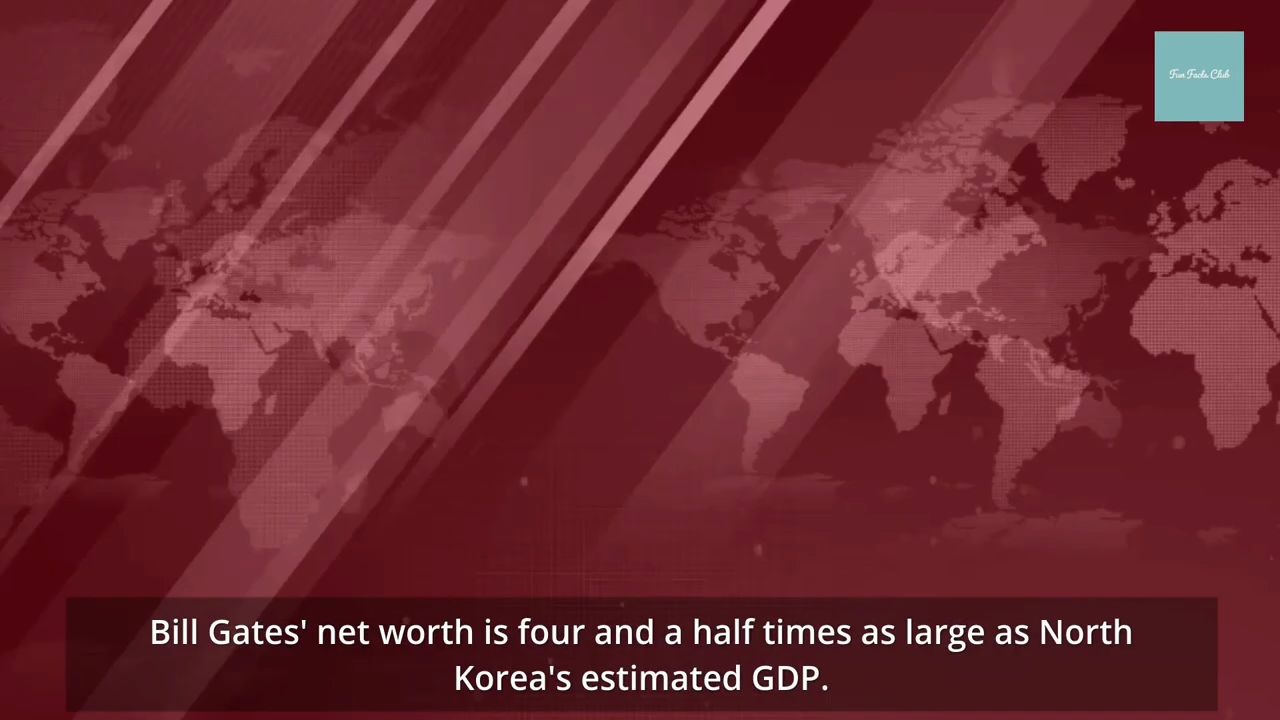 Fun Facts Club
Bill Gates' net worth is four and a half times as large as North
Korea's estimated GDP.